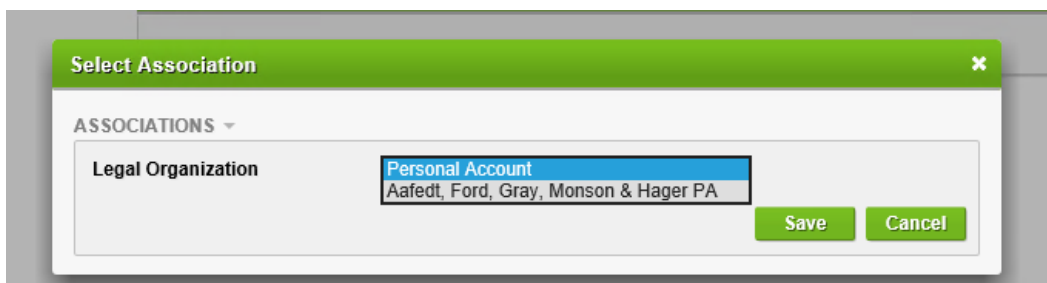 Select Association
ASSOCIATIONS
Legal Organization
Personal Account
Aafedt, Ford, Gray, Monson & Hager PA
Save
Cancel